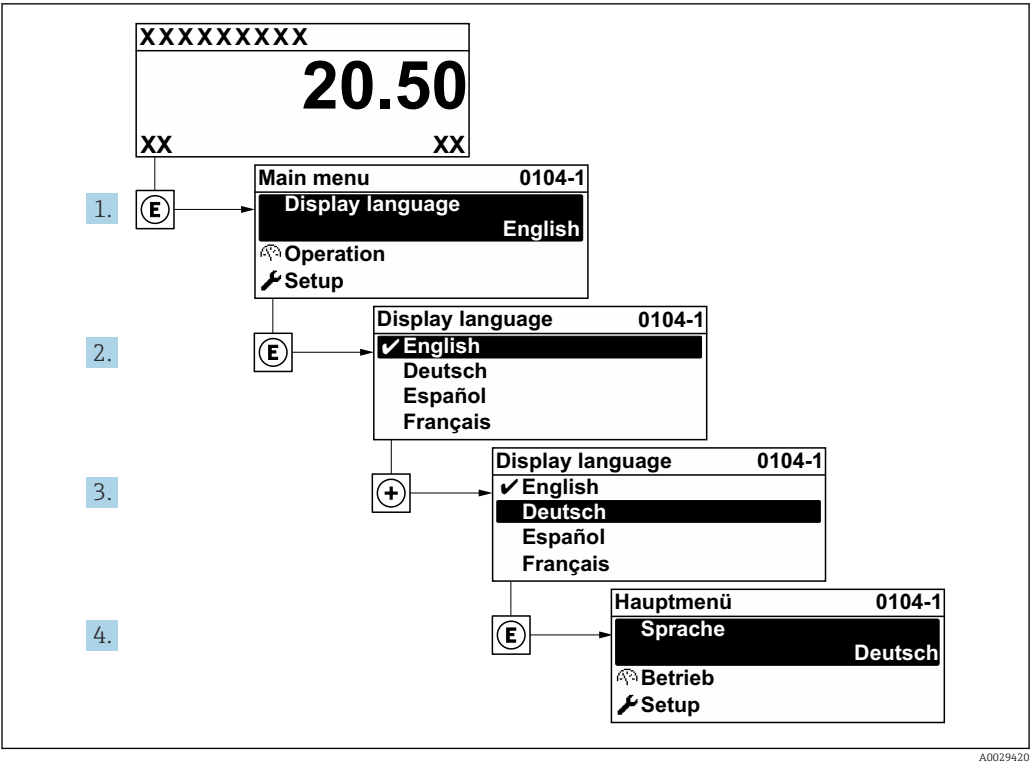 XXXXXXXXX
20.50
XX XX
1. E
Main menu 0104-1
Display language
English
Operation
Setup
2. E
Display language 0104-1
✔English
Deutsch
Español
Français
3. +
Display language 0104-1
✔English
Deutsch
Español
Français
4. E
Hauptmenü 0104-1
Sprache
Deutsch
Betrieb
Setup
A0029420